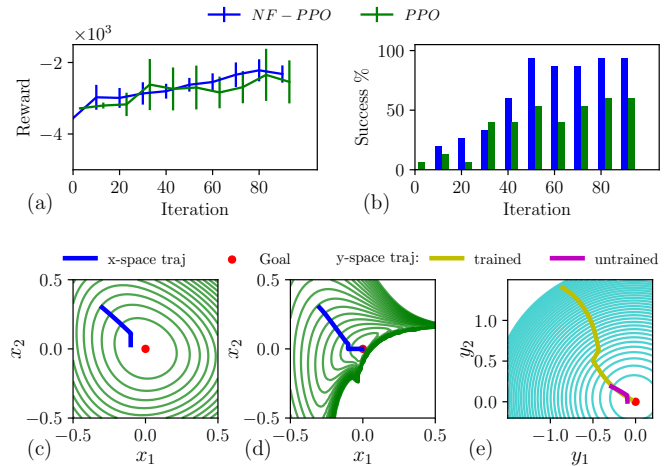 NF − PPO PPO
×10³
−2
−4
Reward
0 20 40 60 80
Iteration
(a)
100
50
0
Success %
0 20 40 60 80
Iteration
(b)
x-space traj Goal y-space traj: trained untrained
0.5
0.0
−0.5
x₂
−0.5 0.0 0.5
x₁
(c)
0.5
0.0
−0.5
x₂
−0.5 0.0 0.5
x₁
(d)
1.0
0.5
0.0
y₂
−1.0 0.0
y₁
(e)